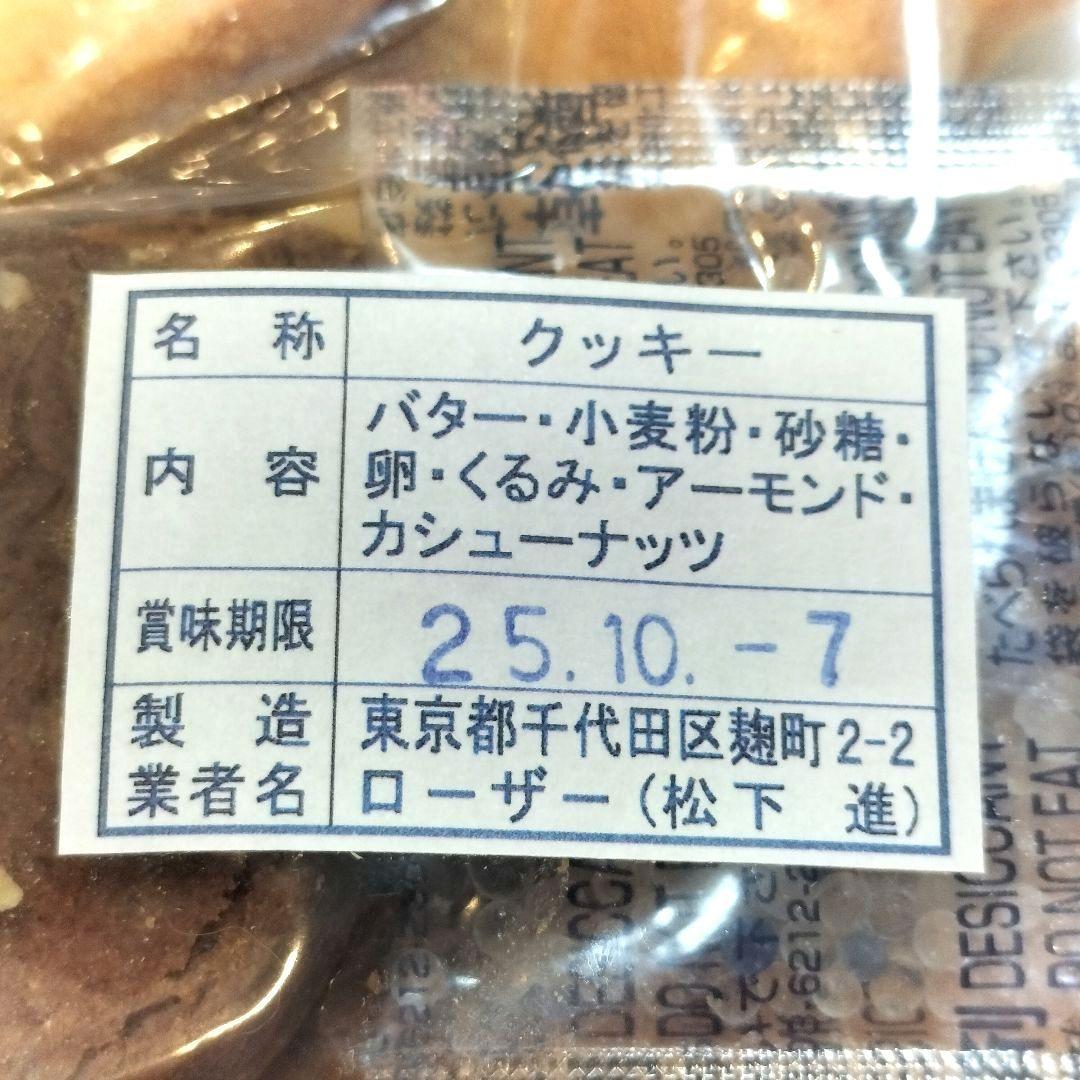 名称 クッキー
内容 バター・小麦粉・砂糖・
卵・くるみ・アーモンド・
カシューナッツ
賞味期限 25.10.-7
製造 東京都千代田区麹町2-2
業者名 ローザー(松下 進)
DESICCANT
DO NOT EAT